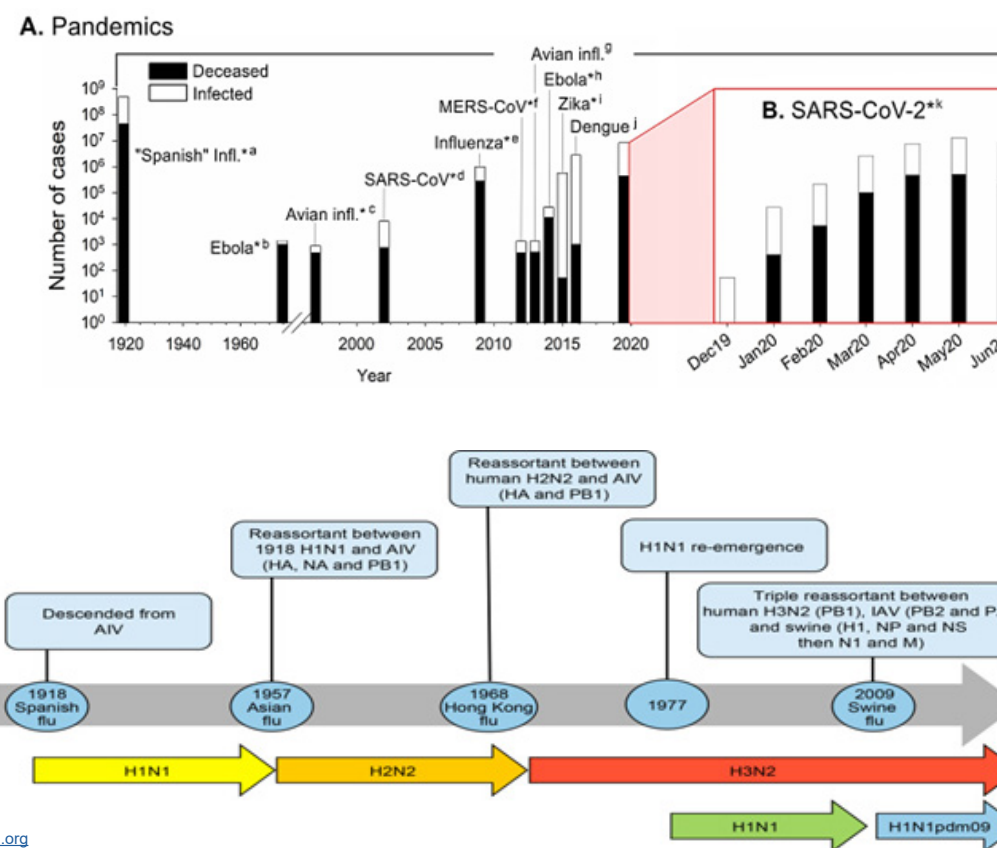 A. Pandemics
Deceased
Infected
Number of cases
10⁹
10⁸
10⁷
10⁶
10⁵
10⁴
10³
10²
10¹
10⁰
"Spanish" Infl.*a
Ebola*b
Avian infl.*c
SARS-CoV*d
Influenza*e
MERS-CoV*f
Avian infl.g
Ebola*h
Zika*i
Dengue j
1920 1940 1960 2000 2005 2010 2015 2020
Year
B. SARS-CoV-2*k
Dec19 Jan20 Feb20 Mar20 Apr20 May20 Jun2
Descended from
AIV
Reassortant between
1918 H1N1 and AIV
(HA, NA and PB1)
Reassortant between
human H2N2 and AIV
(HA and PB1)
H1N1 re-emergence
Triple reassortant between
human H3N2 (PB1), IAV (PB2 and P
and swine (H1, NP and NS
then N1 and M)
1918
Spanish
flu
1957
Asian
flu
1968
Hong Kong
flu
1977
2009
Swine
flu
H1N1
H2N2
H3N2
H1N1
H1N1pdm09
.org